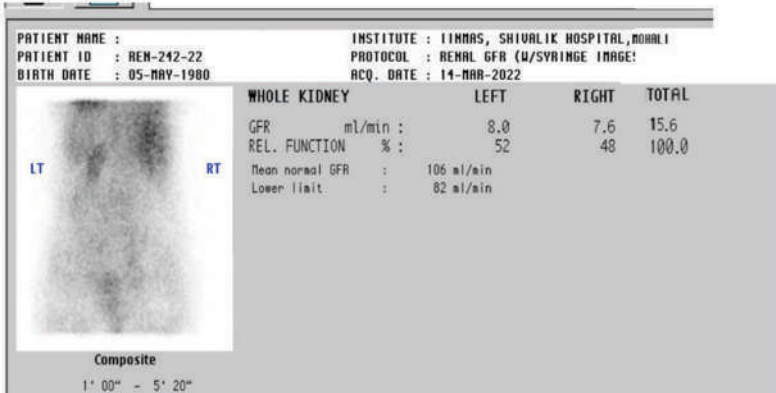 PATIENT NAME : INSTITUTE : IINMAS, SHIVALIK HOSPITAL,MOHALI
PATIENT ID : REN-242-22 PROTOCOL : RENAL GFR (W/SYRINGE IMAGES
BIRTH DATE : 05-MAY-1980 ACQ. DATE : 14-MAR-2022
WHOLE KIDNEY LEFT RIGHT TOTAL
GFR ml/min : 8.0 7.6 15.6
REL. FUNCTION % : 52 48 100.0
Mean normal GFR : 106 ml/min
Lower limit : 82 ml/min
LT RT
Composite
1' 00" - 5' 20"